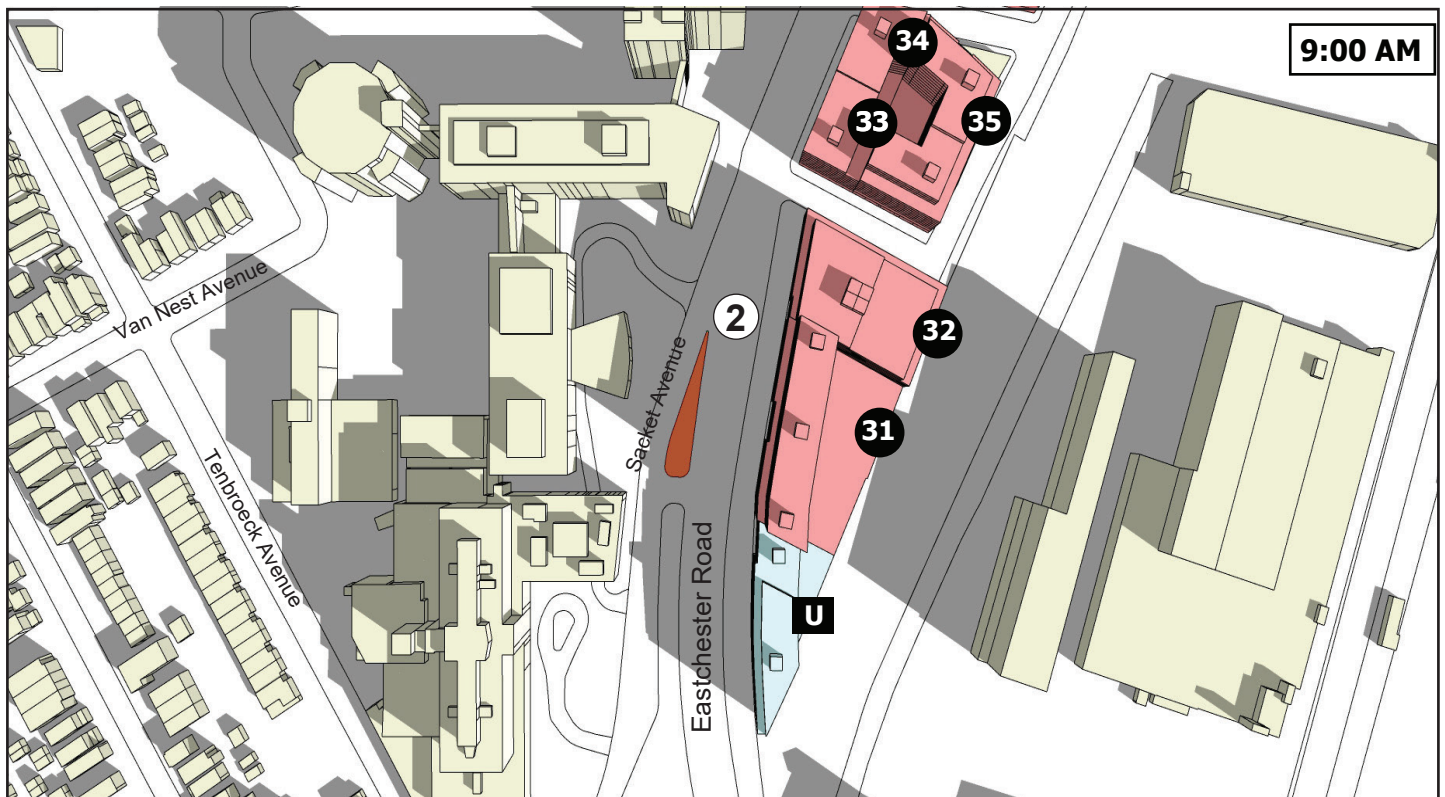 9:00 AM
34
33
35
Van Nest Avenue
2
32
Sacket Avenue
31
Tenbroeck Avenue
Eastchester Road
U